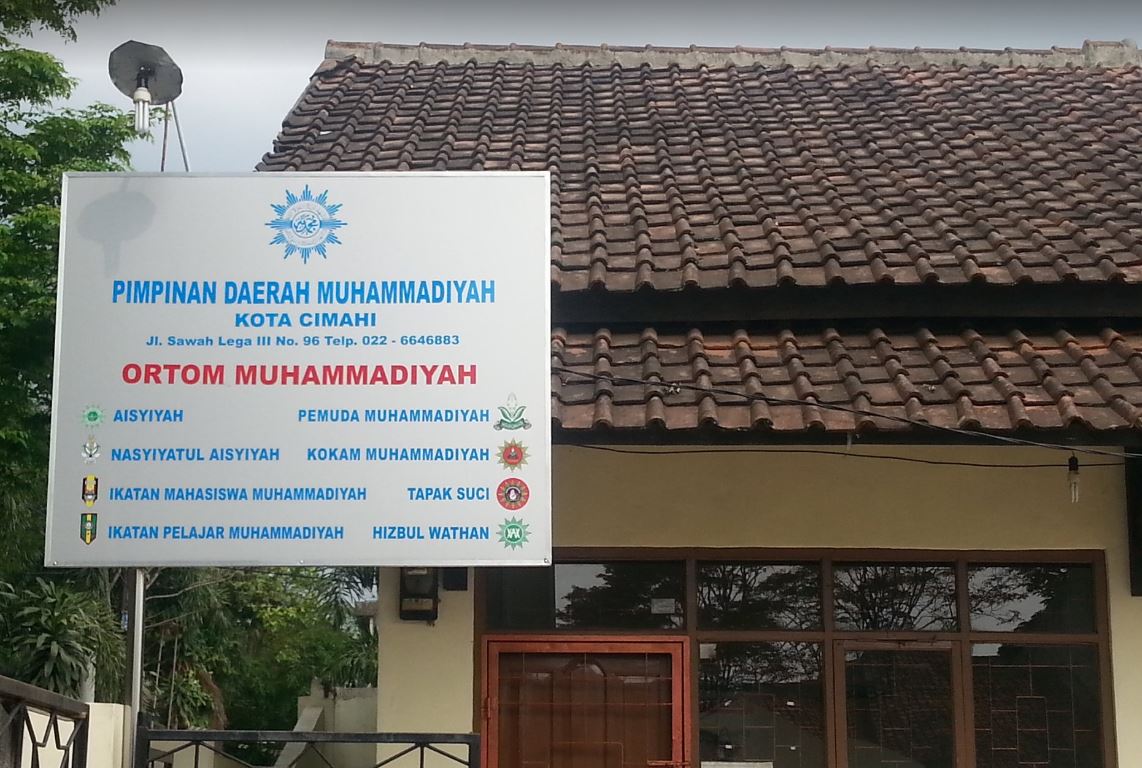 PIMPINAN DAERAH MUHAMMADIYAH
KOTA CIMAHI
Jl. Sawah Lega III No. 96 Telp. 022 - 6646883
ORTOM MUHAMMADIYAH
AISYIYAH PEMUDA MUHAMMADIYAH
NASYIYATUL AISYIYAH KOKAM MUHAMMADIYAH
IKATAN MAHASISWA MUHAMMADIYAH TAPAK SUCI
IKATAN PELAJAR MUHAMMADIYAH HIZBUL WATHAN